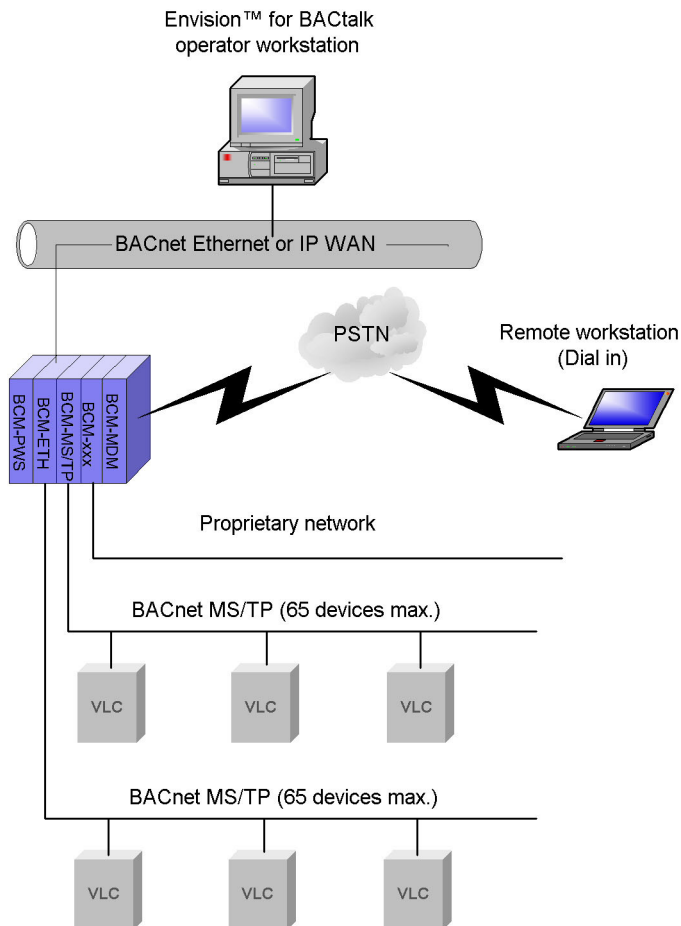 Envision™ for BACtalk
operator workstation
BACnet Ethernet or IP WAN
PSTN
Remote workstation
(Dial in)
BCM-PWS
BCM-ETH
BCM-MS/TP
BCM-xxx
BCM-MDM
Proprietary network
BACnet MS/TP (65 devices max.)
VLC
VLC
VLC
BACnet MS/TP (65 devices max.)
VLC
VLC
VLC